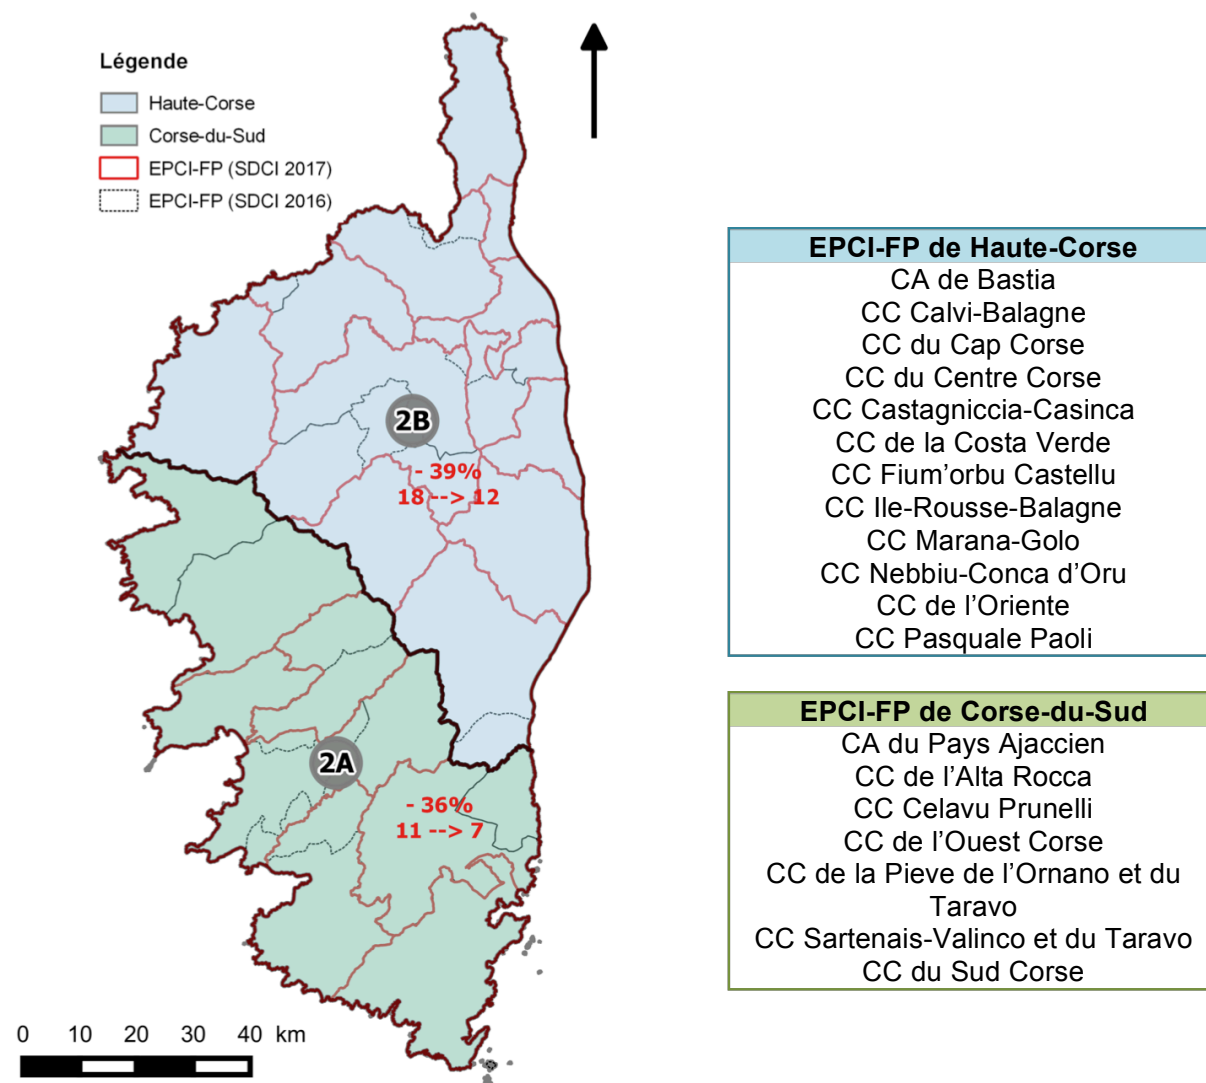 Légende
Haute-Corse
Corse-du-Sud
EPCI-FP (SDCI 2017)
EPCI-FP (SDCI 2016)
2B
- 39%
18 --> 12
2A
- 36%
11 --> 7
0 10 20 30 40 km
EPCI-FP de Haute-Corse
CA de Bastia
CC Calvi-Balagne
CC du Cap Corse
CC du Centre Corse
CC Castagniccia-Casinca
CC de la Costa Verde
CC Fium’orbu Castellu
CC Ile-Rousse-Balagne
CC Marana-Golo
CC Nebbiu-Conca d’Oru
CC de l’Oriente
CC Pasquale Paoli
EPCI-FP de Corse-du-Sud
CA du Pays Ajaccien
CC de l’Alta Rocca
CC Celavu Prunelli
CC de l’Ouest Corse
CC de la Pieve de l’Ornano et du
Taravo
CC Sartenais-Valinco et du Taravo
CC du Sud Corse